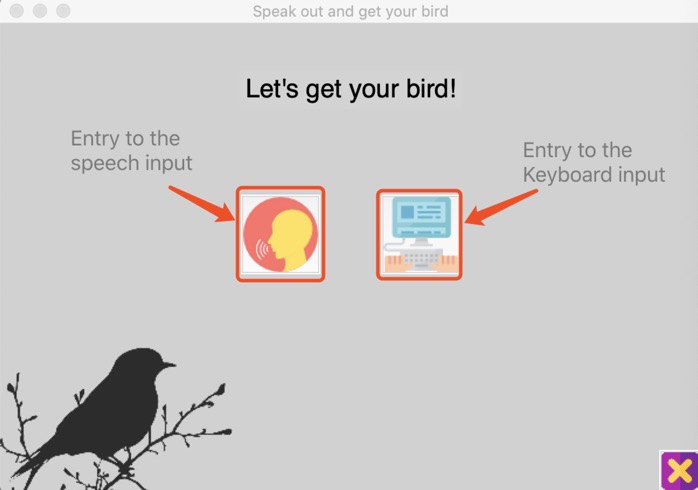 Speak out and get your bird
Let's get your bird!
Entry to the
speech input
Entry to the
Keyboard input